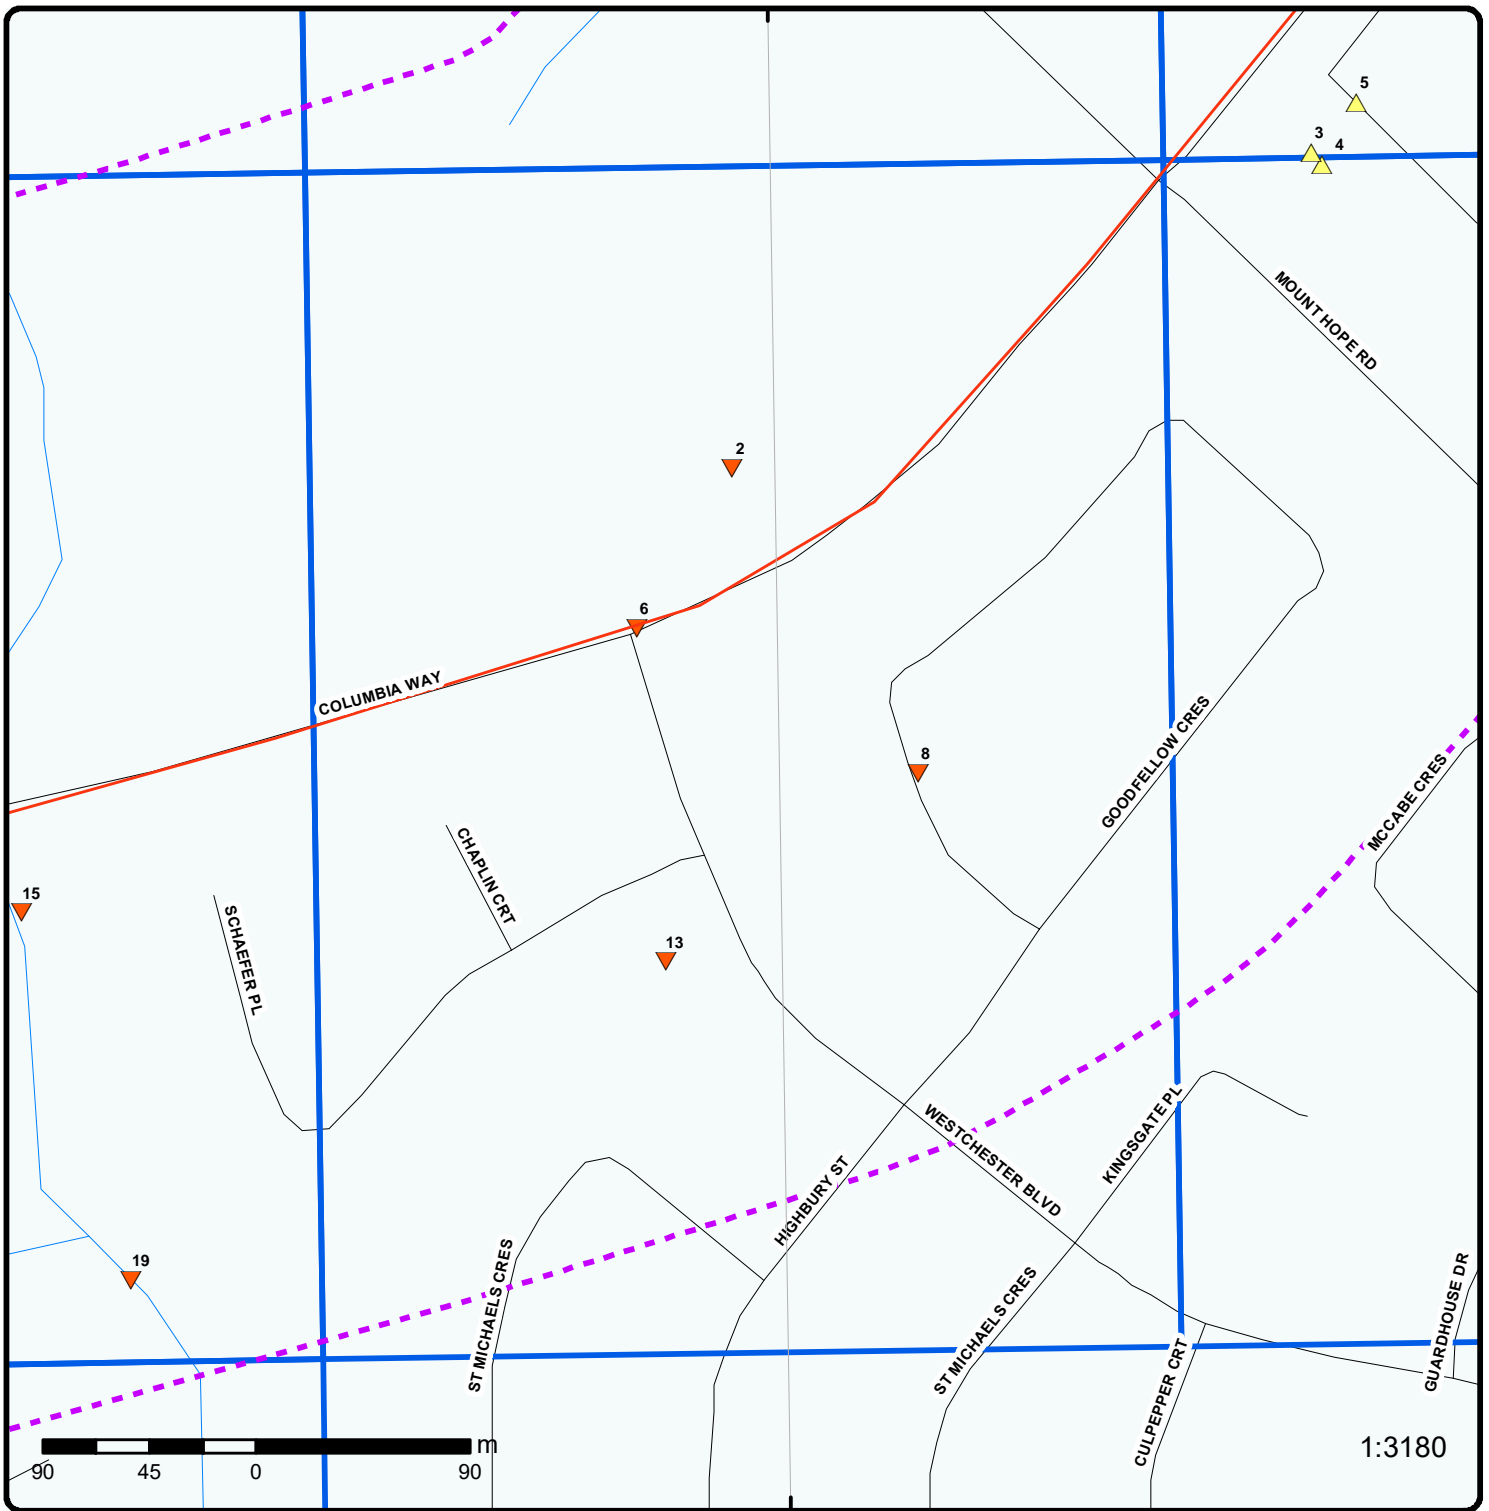 5
3
4
MOUNT HOPE RD
2
6
COLUMBIA WAY
8
GOODFELLOW CRES
MCCABE CRES
CHAPLIN CRT
15
SCHAEFER PL
13
WESTCHESTER BLVD
KINGSGATE PL
HIGHBURY ST
19
ST MICHAELS CRES
ST MICHAELS CRES
GUARDHOUSE DR
CULPEPPER CRT
m
90 45 0 90
1:3180